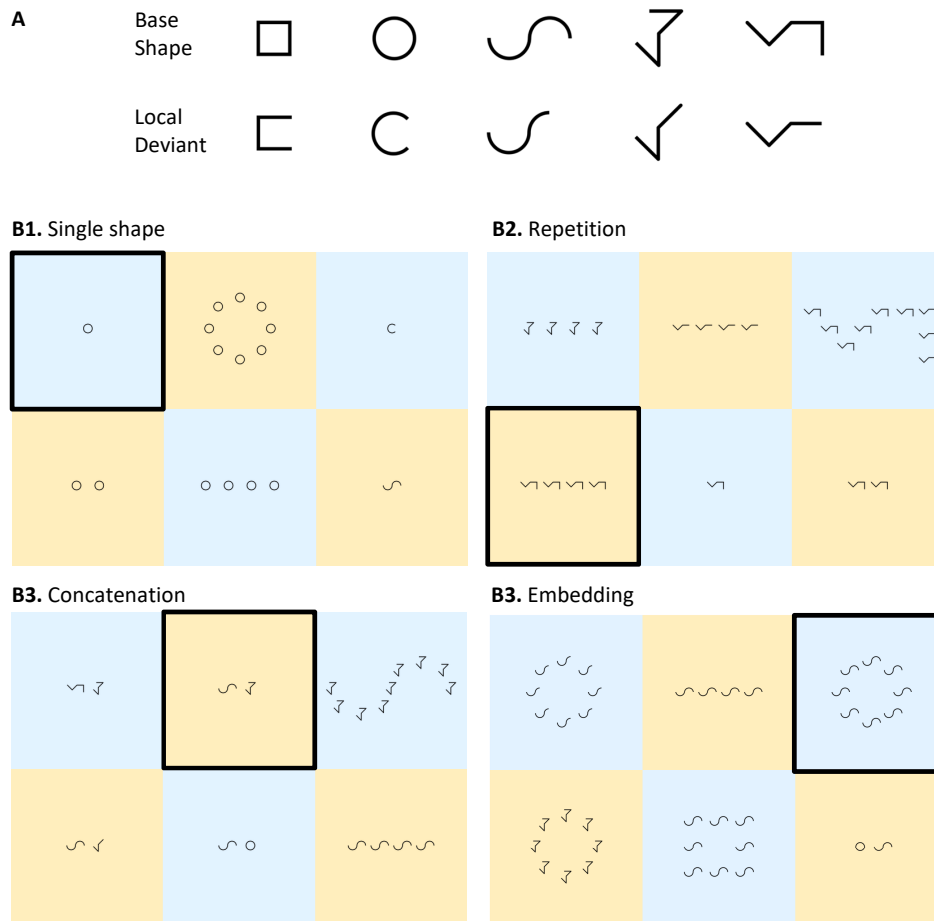 A
Base
Shape
Local
Deviant
B1. Single shape
B2. Repetition
B3. Concatenation
B3. Embedding